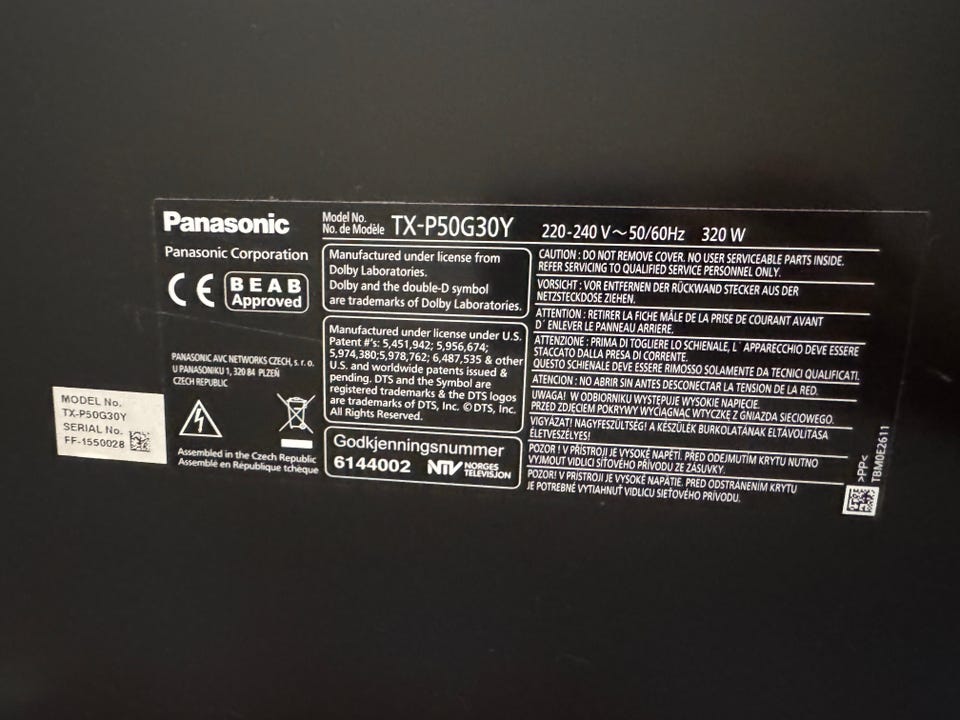 Panasonic
Panasonic Corporation
CE
BEAB
Approved
PANASONIC AVC NETWORKS CZECH, s. r. o.
U PANASONIKU 1, 320 84 PLZEŇ
CZECH REPUBLIC
Assembled in the Czech Republic
Assemblé en République tchèque
MODEL No.
TX-P50G30Y
SERIAL No.
FF-1550028
Model No.
No. de Modèle TX-P50G30Y 220-240 V~50/60Hz 320 W
Manufactured under license from
Dolby Laboratories.
Dolby and the double-D symbol
are trademarks of Dolby Laboratories.
Manufactured under license under U.S.
Patent #'s: 5,451,942; 5,956,674;
5,974,380;5,978,762; 6,487,535 & other
U.S. and worldwide patents issued &
pending. DTS and the Symbol are
registered trademarks & the DTS logos
are trademarks of DTS, Inc. © DTS, Inc.
All Rights Reserved.
Godkjenningsnummer
6144002 NTV NORGES
TELEVISJON
CAUTION : DO NOT REMOVE COVER. NO USER SERVICEABLE PARTS INSIDE.
REFER SERVICING TO QUALIFIED SERVICE PERSONNEL ONLY.
VORSICHT : VOR ENTFERNEN DER RÜCKWAND STECKER AUS DER
NETZSTECKDOSE ZIEHEN.
ATTENTION : RETIRER LA FICHE MÂLE DE LA PRISE DE COURANT AVANT
D' ENLEVER LE PANNEAU ARRIERE.
ATTENZIONE : PRIMA DI TOGLIERE LO SCHIENALE, L' APPARECCHIO DEVE ESSERE
STACCATO DALLA PRESA DI CORRENTE.
QUESTO SCHIENALE DEVE ESSERE RIMOSSO SOLAMENTE DA TECNICI QUALIFICATI.
ATENCION : NO ABRIR SIN ANTES DESCONECTAR LA TENSION DE LA RED.
UWAGA! W ODBIORNIKU WYSTĘPUJE WYSOKIE NAPIĘCIE.
PRZED ZDJĘCIEM POKRYWY WYCIĄGNĄĆ WTYCZKĘ Z GNIAZDA SIECIOWEGO.
VIGYÁZAT! NAGYFESZÜLTSÉG! A KÉSZÜLÉK BURKOLATÁNAK ELTÁVOLÍTÁSA
ÉLETVESZÉLYES!
POZOR ! V PŘÍSTROJI JE VYSOKÉ NAPĚTÍ. PŘED ODEJMUTÍM KRYTU NUTNO
VYJMOUT VIDLICI SÍŤOVÉHO PŘÍVODU ZE ZÁSUVKY.
POZOR! V PRÍSTROJI JE VYSOKÉ NAPÄTIE. PRED ODSTRÁNENÍM KRYTU
JE POTREBNÉ VYTIAHNUŤ VIDLICU SIEŤOVÉHO PRÍVODU.
>PP<
TBM0E2611